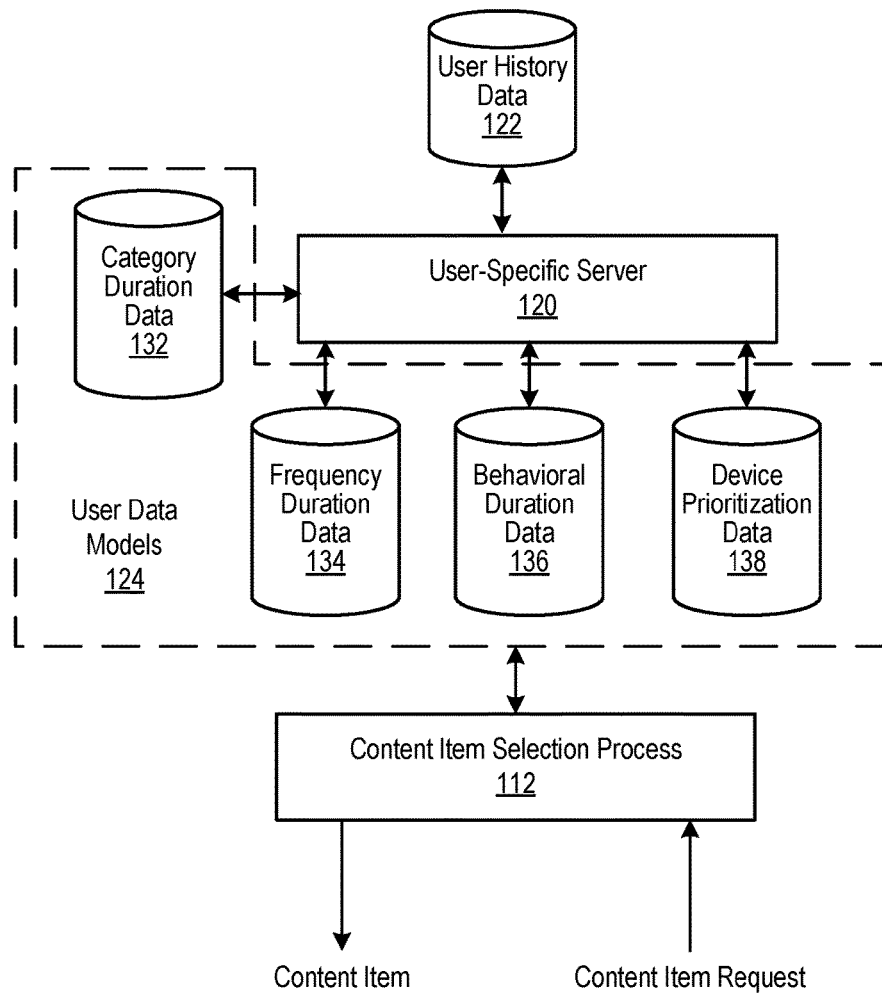 User History
Data
122
Category
Duration
Data
132
User-Specific Server
120
Frequency
Duration
Data
134
Behavioral
Duration
Data
136
Device
Prioritization
Data
138
User Data
Models
124
Content Item Selection Process
112
Content Item
Content Item Request